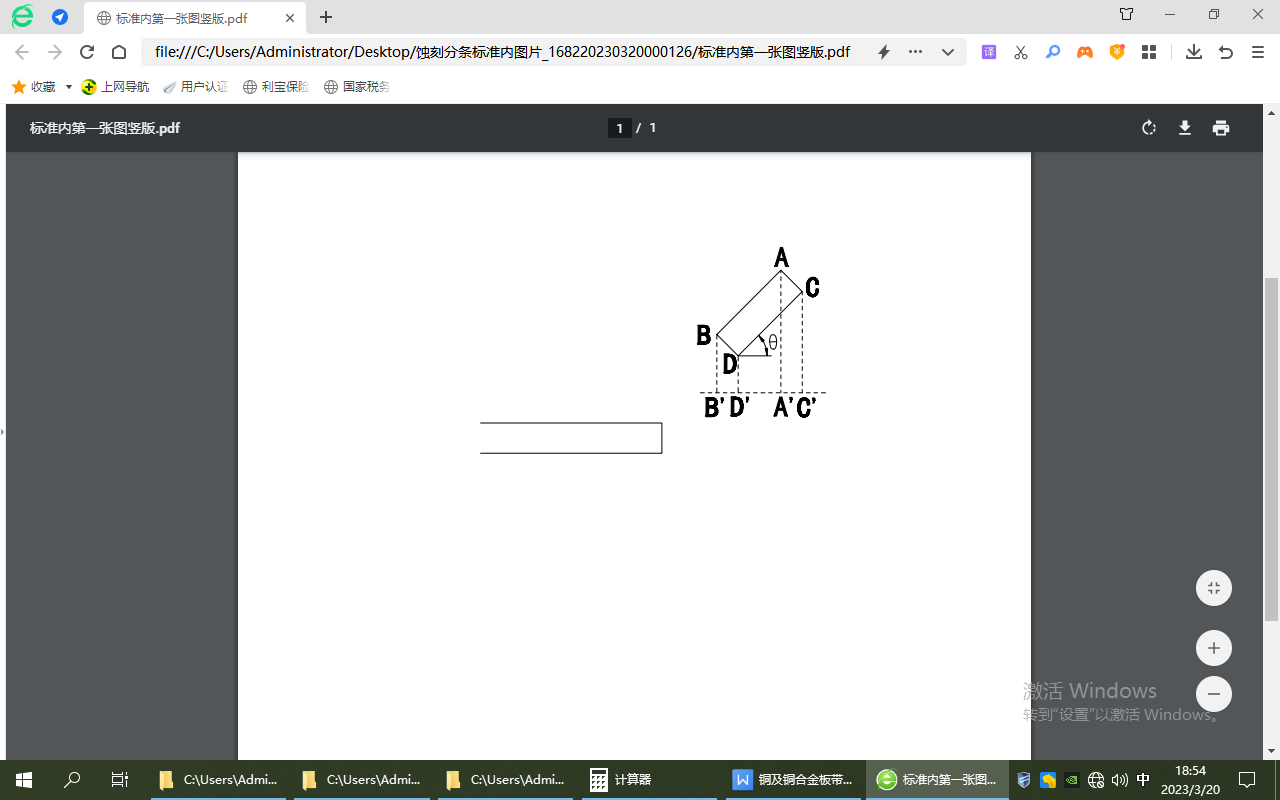 标准内第一张图竖版.pdf
file:///C:/Users/Administrator/Desktop/蚀刻分条标准内图片_16822023032000​0126/标准内第一张图竖版.pdf
译
收藏 上网导航 用户认证 利宝保险 国家税务
标准内第一张图竖版.pdf 1 / 1
A
C
B
θ
D
B' D' A' C'
激活 Windows
转到"设置"以激活 Windows。
C:\Users\Admi... C:\Users\Admi... C:\Users\Admi... 计算器 铜及铜合金板带... 标准内第一张图... 中 18:54
2023/3/20